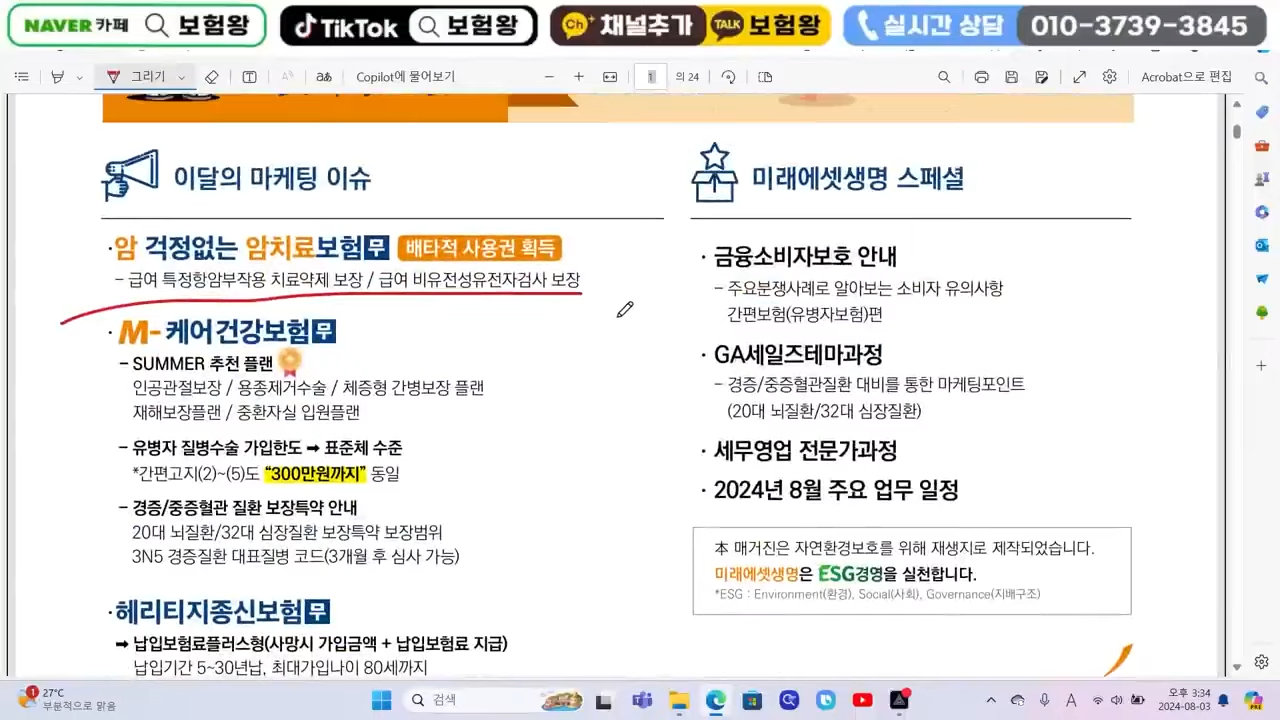 NAVER 카페 보험왕
TikTok 보험왕
Ch+ 채널추가 TALK 보험왕
실시간 상담 010-3739-3845
그리기
Copilot에 물어보기
1 의 24
Acrobat으로 편집
이달의 마케팅 이슈
·암 걱정없는 암치료보험 무 배타적 사용권 획득
– 급여 특정항암부작용 치료약제 보장 / 급여 비유전성유전자검사 보장
· M-케어 건강보험 무
– SUMMER 추천 플랜
인공관절보장 / 용종제거수술 / 체증형 간병보장 플랜
재해보장플랜 / 중환자실 입원플랜
– 유병자 질병수술 가입한도 ➡ 표준체 수준
*간편고지(2)~(5)도 “300만원까지” 동일
– 경증/중증혈관 질환 보장특약 안내
20대 뇌질환/32대 심장질환 보장특약 보장범위
3N5 경증질환 대표질병 코드(3개월 후 심사 가능)
·헤리티지종신보험 무
➡ 납입보험료플러스형(사망시 가입금액 + 납입보험료 지급)
납입기간 5~30년납, 최대가입나이 80세까지
미래에셋생명 스페셜
· 금융소비자보호 안내
– 주요분쟁사례로 알아보는 소비자 유의사항
간편보험(유병자보험)편
· GA세일즈테마과정
– 경증/중증혈관질환 대비를 통한 마케팅포인트
(20대 뇌질환/32대 심장질환)
· 세무영업 전문가과정
· 2024년 8월 주요 업무 일정
本 매거진은 자연환경보호를 위해 재생지로 제작되었습니다.
미래에셋생명은 ESG경영을 실천합니다.
*ESG : Environment(환경), Social(사회), Governance(지배구조)
1
27°C
부분적으로 맑음
검색
A
오후 3:34
2024-08-03